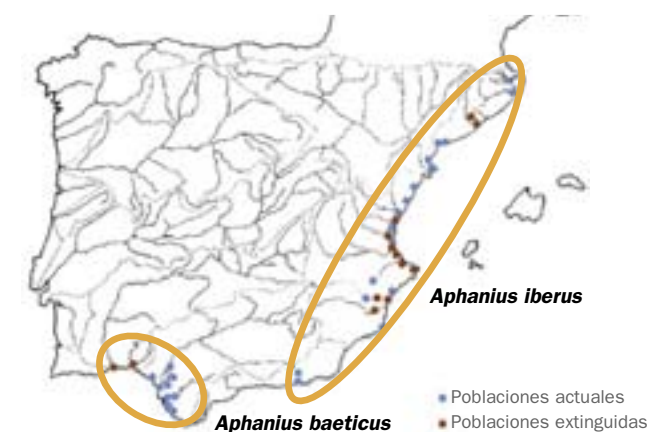 Aphanius iberus
Poblaciones actuales
Aphanius baeticus
Poblaciones extinguidas